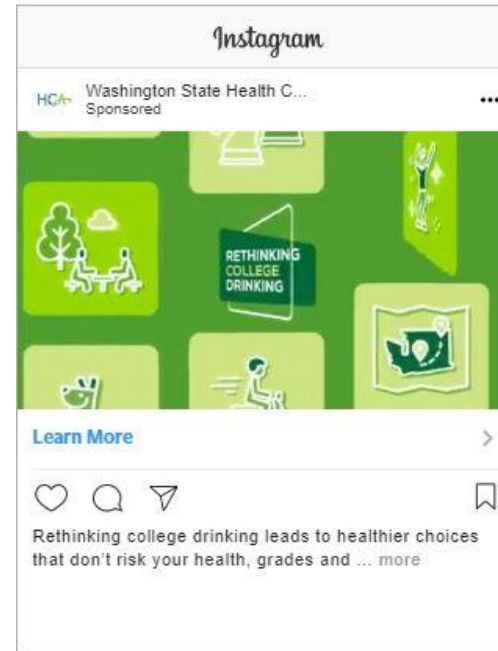 Instagram
HCA
Washington State Health C...
Sponsored
RETHINKING
COLLEGE
DRINKING
Learn More
Rethinking college drinking leads to healthier choices
that don't risk your health, grades and ... more